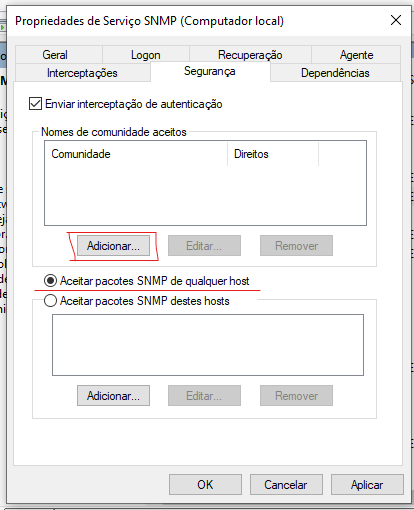 Propriedades de Serviço SNMP (Computador local)
Geral Logon Recuperação Agente
Interceptações Segurança Dependências
Enviar interceptação de autenticação
Nomes de comunidade aceitos
Comunidade Direitos
Adicionar... Editar... Remover
Aceitar pacotes SNMP de qualquer host
Aceitar pacotes SNMP destes hosts
Adicionar... Editar... Remover
OK Cancelar Aplicar